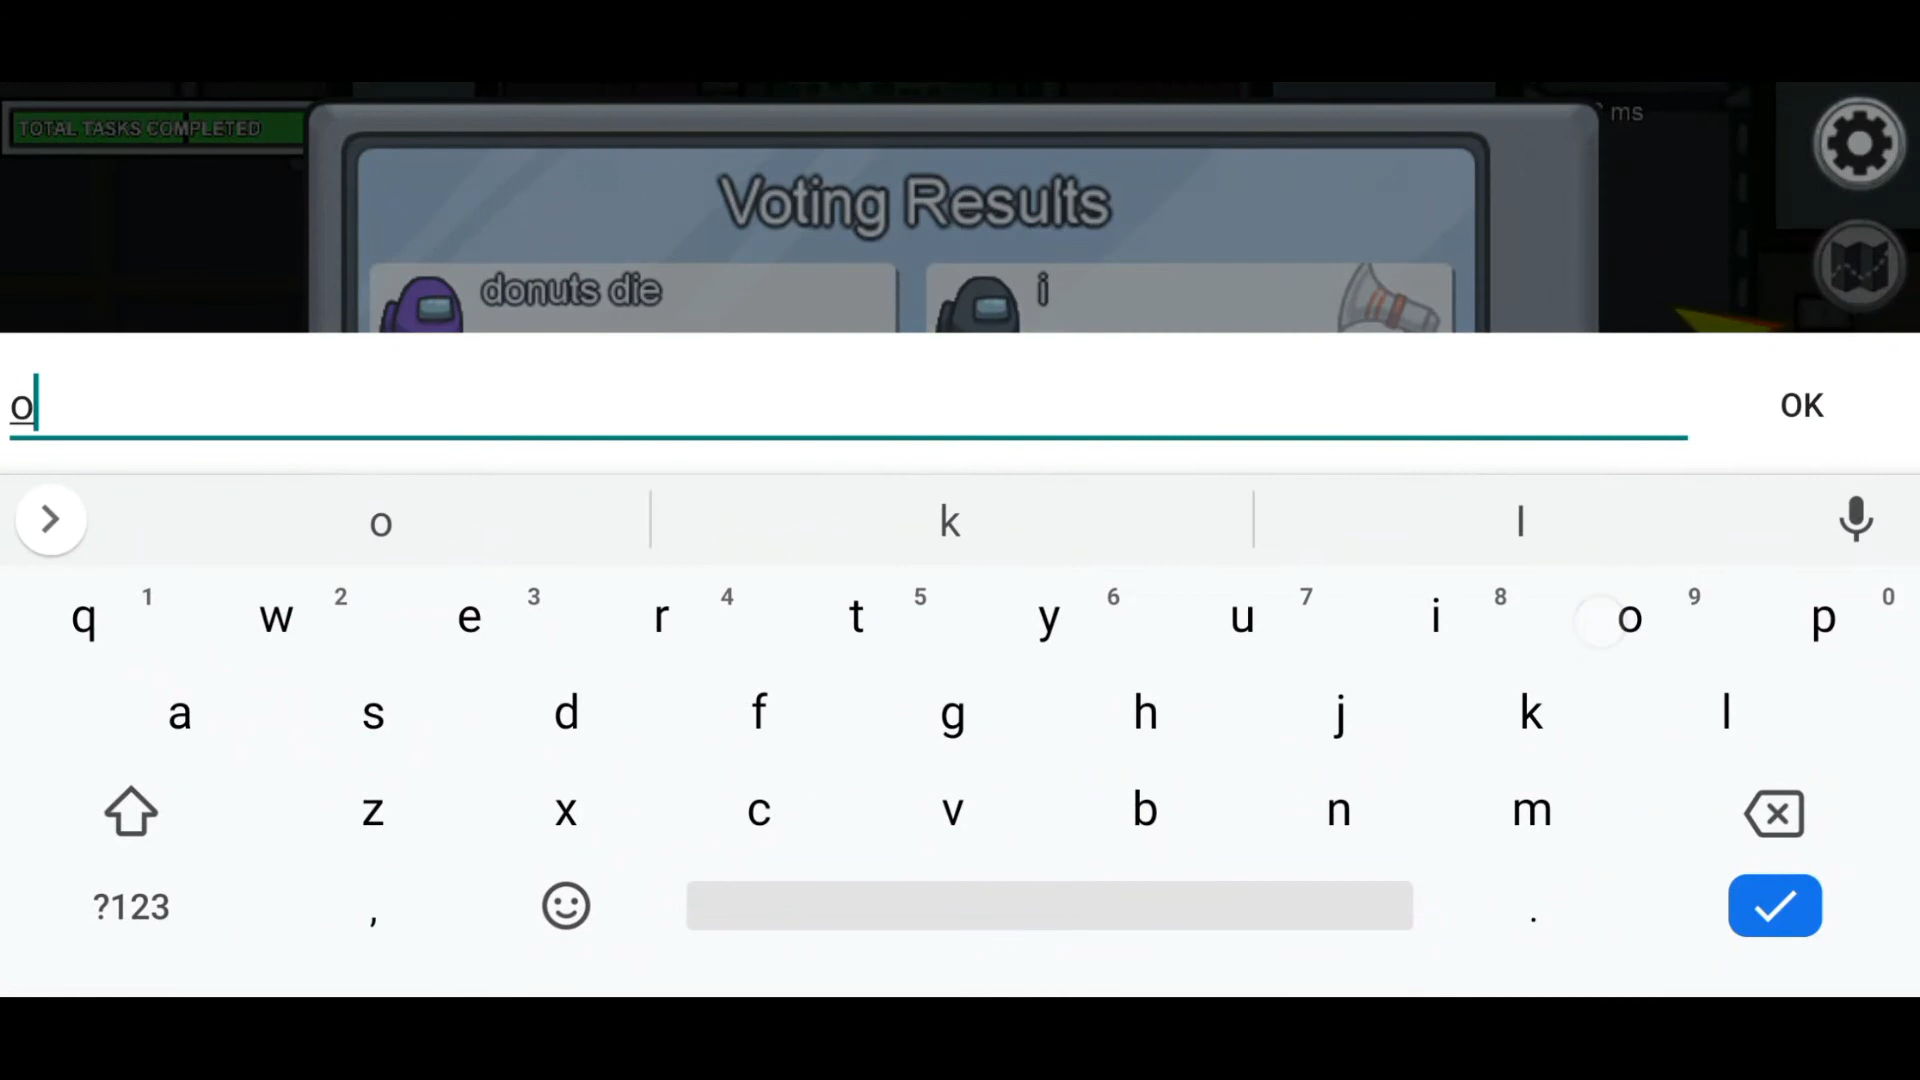 TOTAL TASKS COMPLETED
ms
Voting Results
donuts die
i
o
OK
o k l
q 1 w 2 e 3 r 4 t 5 y 6 u 7 i 8 o 9 p 0
a s d f g h j k l
z x c v b n m
?123 , .